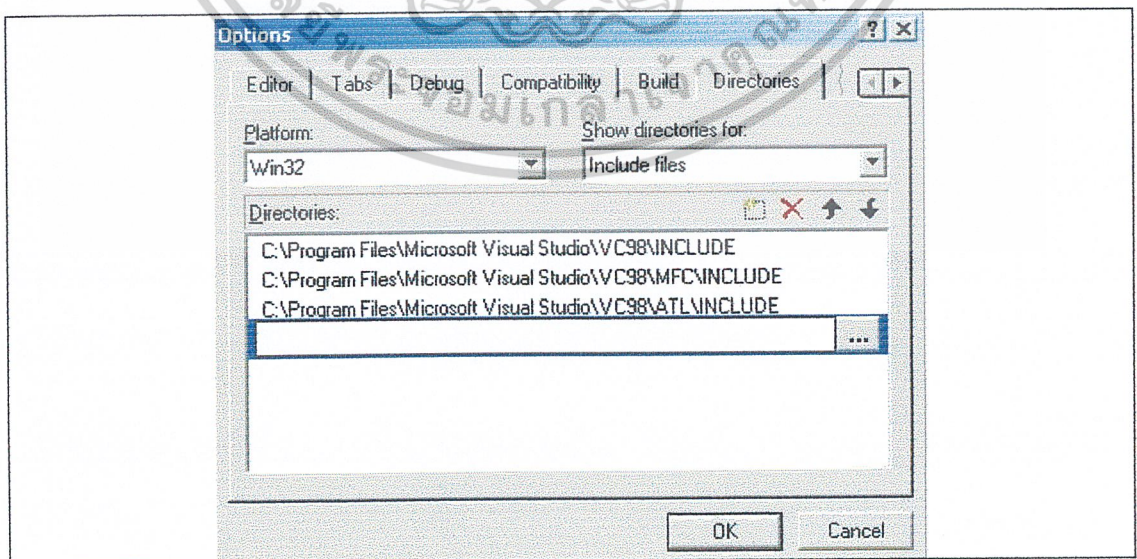 Options
Editor Tabs Debug Compatibility Build Directories
Platform: Show directories for:
Win32 Include files
Directories:
C:\Program Files\Microsoft Visual Studio\VC98\INCLUDE
C:\Program Files\Microsoft Visual Studio\VC98\MFC\INCLUDE
C:\Program Files\Microsoft Visual Studio\VC98\ATL\INCLUDE
...
OK Cancel